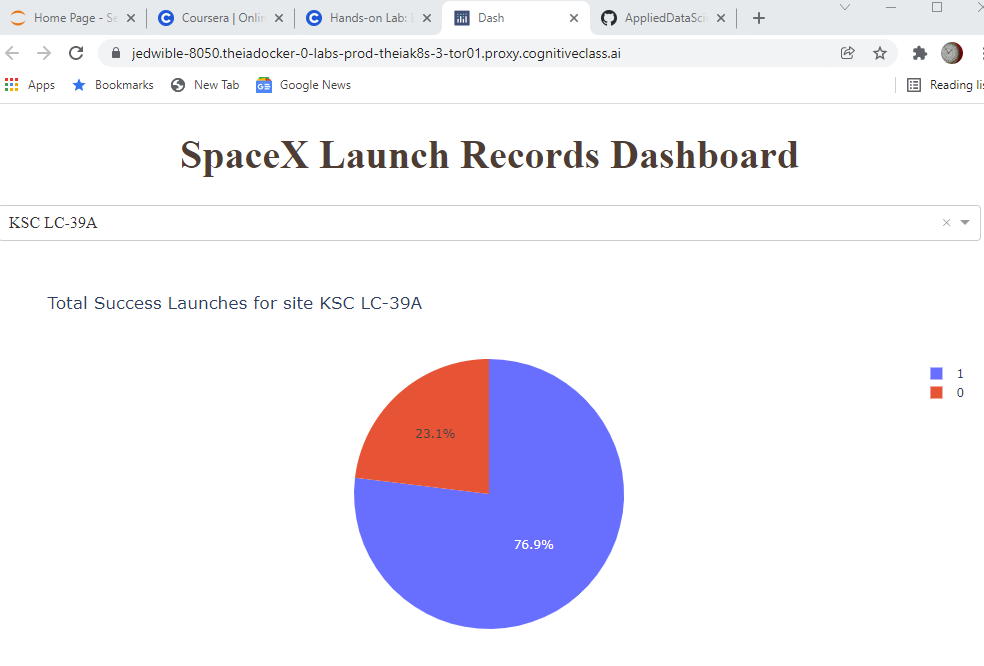 Home Page - Se
Coursera | Onlin
Hands-on Lab: I
Dash
AppliedDataScie
jedwible-8050.theiadocker-0-labs-prod-theiak8s-3-tor01.proxy.cognitiveclass.ai
Apps
Bookmarks
New Tab
Google News
Reading lis
SpaceX Launch Records Dashboard
KSC LC-39A
Total Success Launches for site KSC LC-39A
1
0
23.1%
76.9%